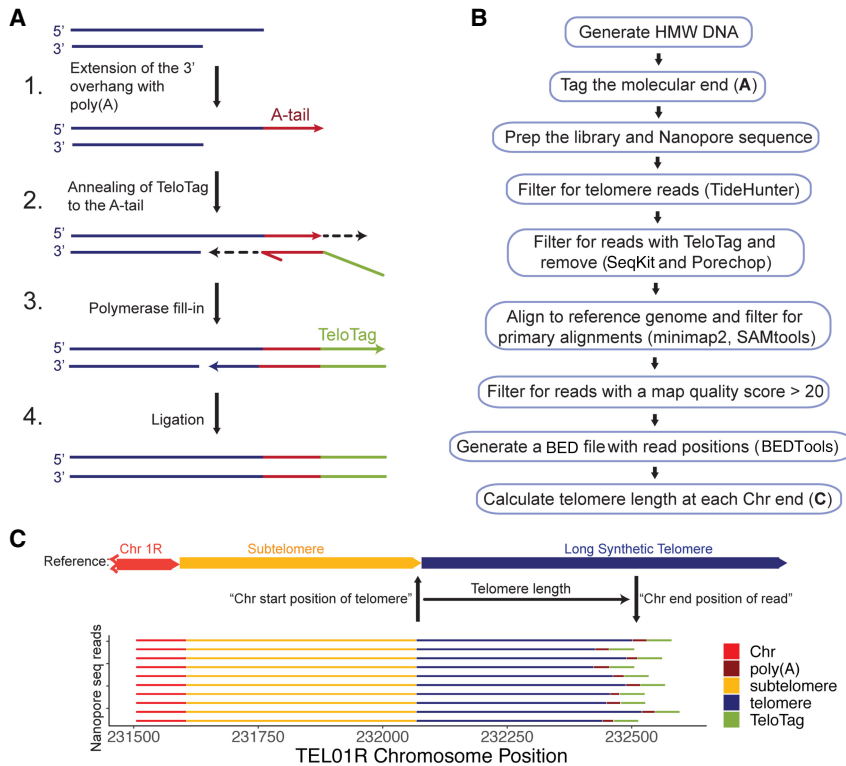 A
5'
3'
1.
Extension of the 3'
overhang with
poly(A)
A-tail
5'
3'
2.
Annealing of TeloTag
to the A-tail
5'
3'
3.
Polymerase fill-in
TeloTag
5'
3'
4.
Ligation
5'
3'
B
Generate HMW DNA
Tag the molecular end (A)
Prep the library and Nanopore sequence
Filter for telomere reads (TideHunter)
Filter for reads with TeloTag and
remove (SeqKit and Porechop)
Align to reference genome and filter for
primary alignments (minimap2, SAMtools)
Filter for reads with a map quality score > 20
Generate a BED file with read positions (BEDTools)
Calculate telomere length at each Chr end (C)
C
Reference:
Chr 1R
Subtelomere
Long Synthetic Telomere
"Chr start position of telomere"
Telomere length
"Chr end position of read"
Nanopore seq reads
Chr
poly(A)
subtelomere
telomere
TeloTag
231500 231750 232000 232250 232500
TEL01R Chromosome Position